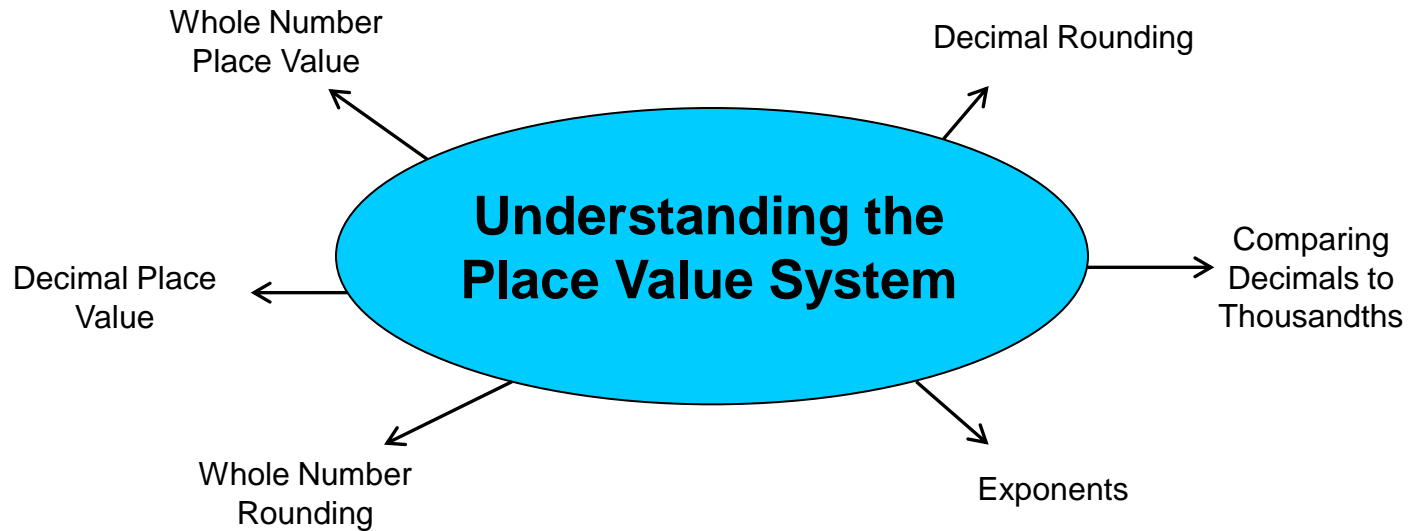 Whole Number
Place Value
Decimal Rounding
Understanding the
Place Value System
Comparing
Decimals to
Thousandths
Decimal Place
Value
Whole Number
Rounding
Exponents